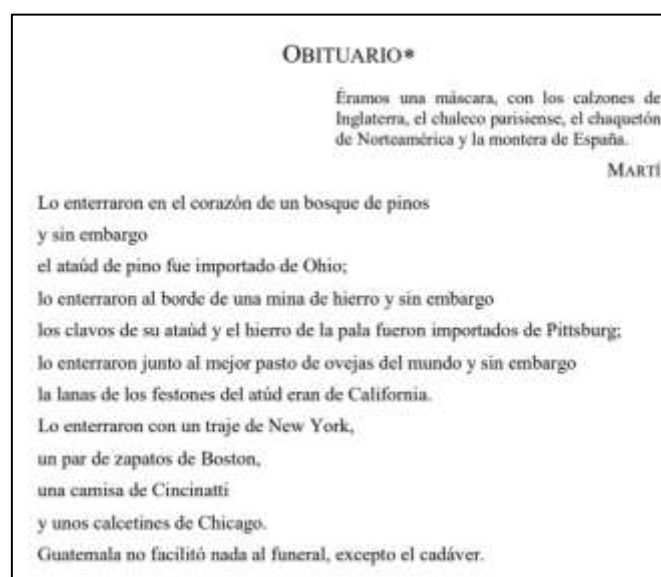 OBITUARIO*
Éramos una máscara, con los calzones de
Inglaterra, el chaleco parisiense, el chaquetón
de Norteamérica y la montera de España.
MARTÍ
Lo enterraron en el corazón de un bosque de pinos
y sin embargo
el ataúd de pino fue importado de Ohio;
lo enterraron al borde de una mina de hierro y sin embargo
los clavos de su ataúd y el hierro de la pala fueron importados de Pittsburg;
lo enterraron junto al mejor pasto de ovejas del mundo y sin embargo
la lanas de los festones del atúd eran de California.
Lo enterraron con un traje de New York,
un par de zapatos de Boston,
una camisa de Cincinatti
y unos calcetines de Chicago.
Guatemala no facilitó nada al funeral, excepto el cadáver.